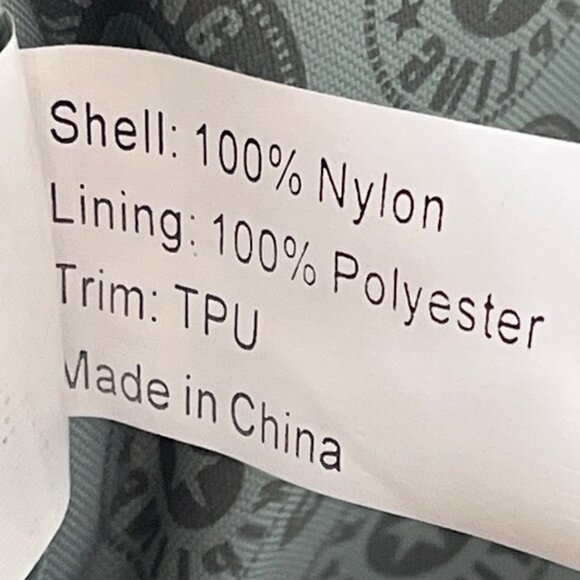 Shell: 100% Nylon
Lining: 100% Polyester
Trim: TPU
Made in China